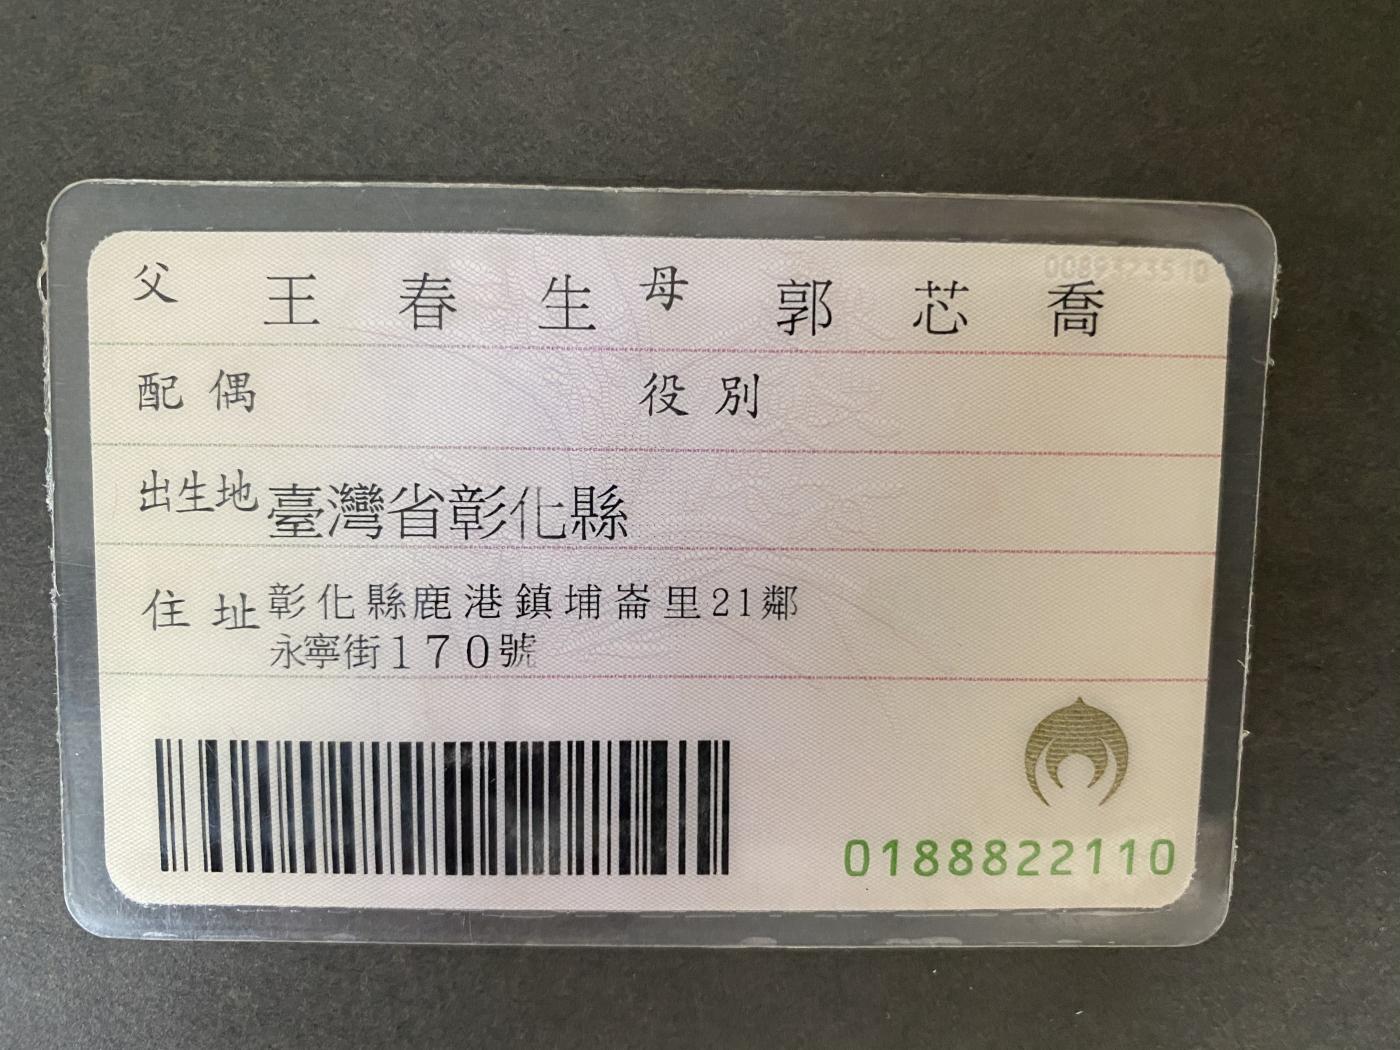 父 王春生 母 郭芯喬
配偶 役別
出生地 臺灣省彰化縣
住址 彰化縣鹿港鎮埔崙里21鄰
永寧街170號
0188822110